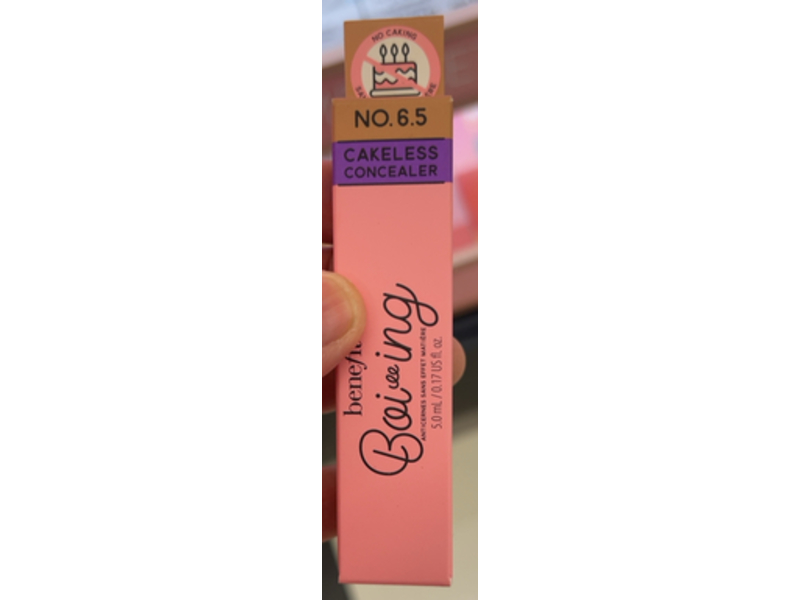 NO CAKING
NO. 6.5
CAKELESS
CONCEALER
benefit
Boi-ing
ANTICERNES SANS EFFET MATIÈRE
5.0 mL / 0.17 US fl. oz.